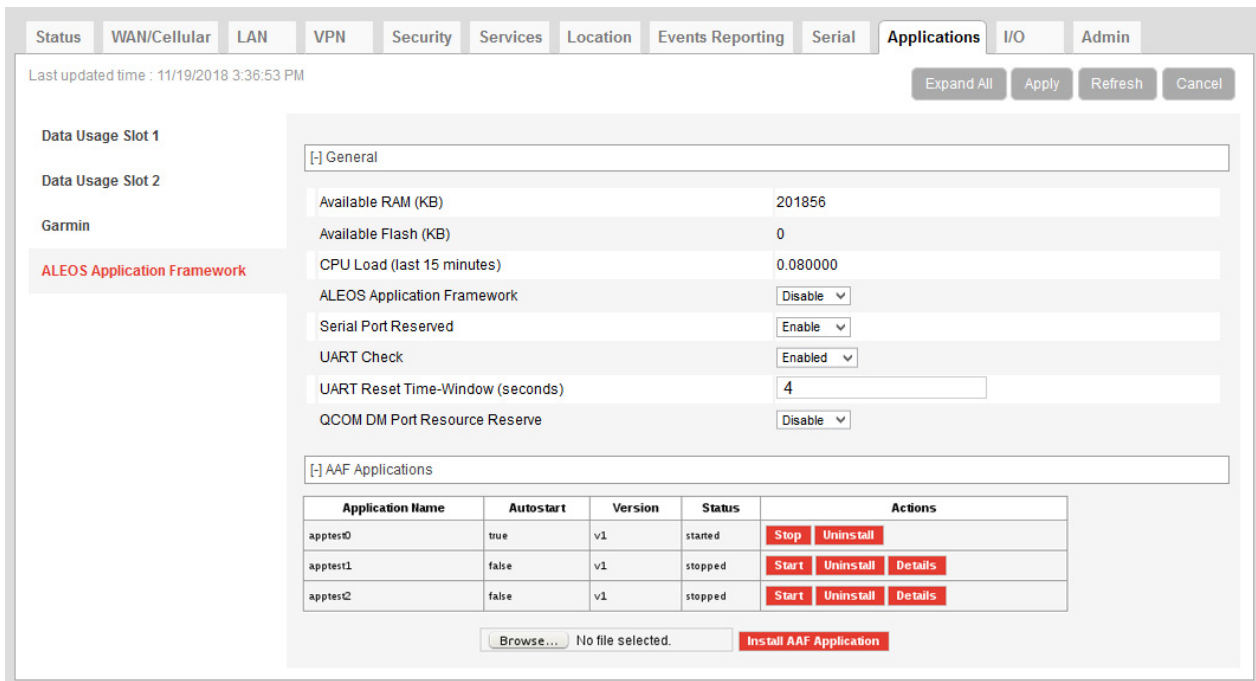 Status WAN/Cellular LAN VPN Security Services Location Events Reporting Serial Applications I/O Admin
Last updated time : 11/19/2018 3:36:53 PM
Expand All Apply Refresh Cancel
Data Usage Slot 1
Data Usage Slot 2
Garmin
ALEOS Application Framework
[-] General
Available RAM (KB) 201856
Available Flash (KB) 0
CPU Load (last 15 minutes) 0.080000
ALEOS Application Framework Disable
Serial Port Reserved Enable
UART Check Enabled
UART Reset Time-Window (seconds) 4
QCOM DM Port Resource Reserve Disable
[-] AAF Applications
Application Name Autostart Version Status Actions
apptest0 true v1 started Stop Uninstall
apptest1 false v1 stopped Start Uninstall Details
apptest2 false v1 stopped Start Uninstall Details
Browse... No file selected. Install AAF Application